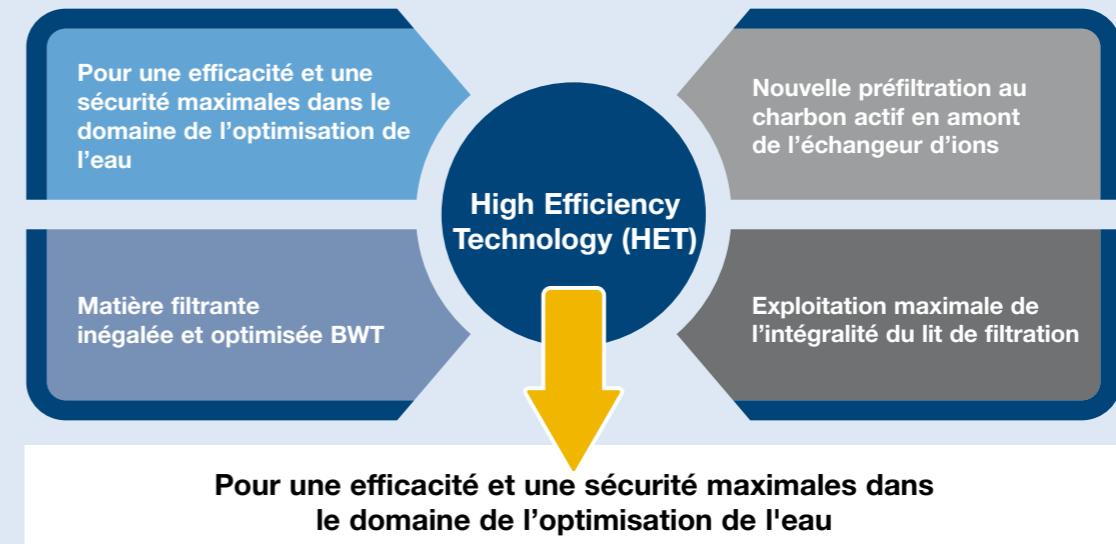 Pour une efficacité et une
sécurité maximales dans le
domaine de l’optimisation de
l’eau
Nouvelle préfiltration au
charbon actif en amont
de l’échangeur d’ions
High Efficiency
Technology (HET)
Matière filtrante
inégalée et optimisée BWT
Exploitation maximale de
l’intégralité du lit de filtration
Pour une efficacité et une sécurité maximales dans
le domaine de l’optimisation de l'eau